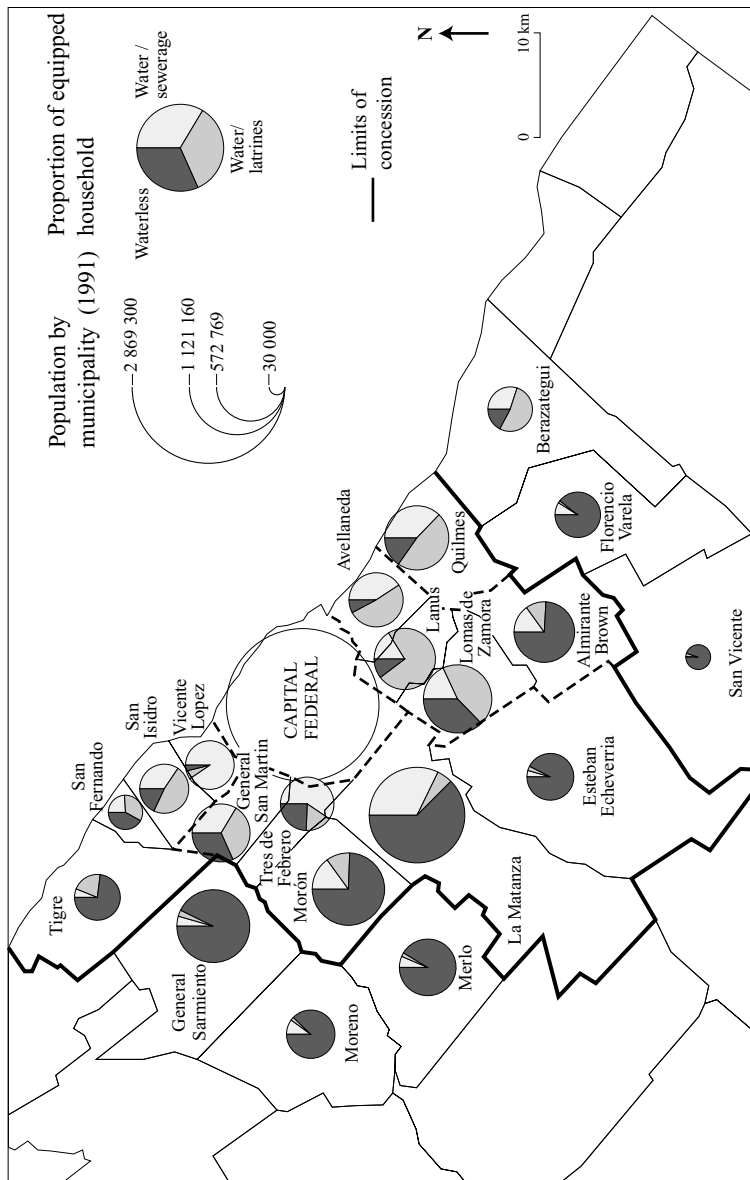 Population by
municipality (1991)
2 869 300
1 121 160
572 769
30 000
Proportion of equipped
household
Waterless
Water /
sewerage
Water/
latrines
Limits of
concession
N
0
10 km
Tigre
San
Fernando
San
Isidro
Vicente
Lopez
General
San Martin
General
Sarmiento
Tres de
Febrero
CAPITAL
FEDERAL
Morón
Moreno
Merlo
La Matanza
Avellaneda
Lanus
Quilmes
Lomas de
Zamora
Almirante
Brown
Berazategui
Florencio
Varela
Esteban
Echeverria
San Vicente